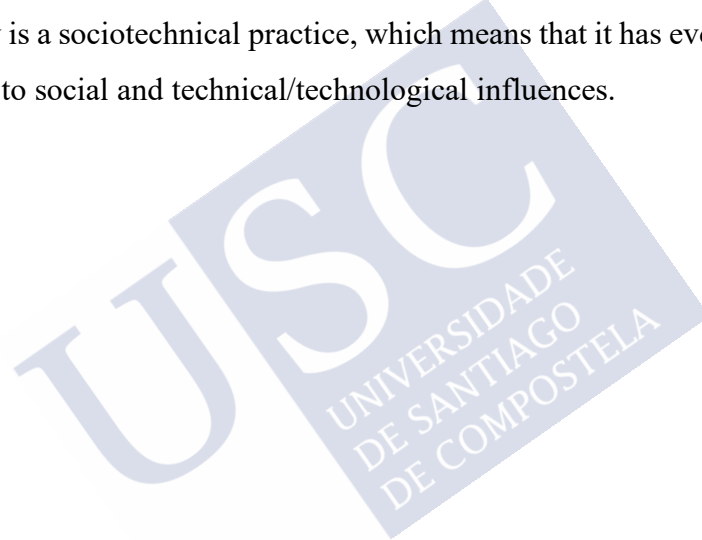 is a sociotechnical practice, which means that it has
to social and technical/technological influences.
USC
UNIVERSIDADE
DE SANTIAGO
DE COMPOSTELA